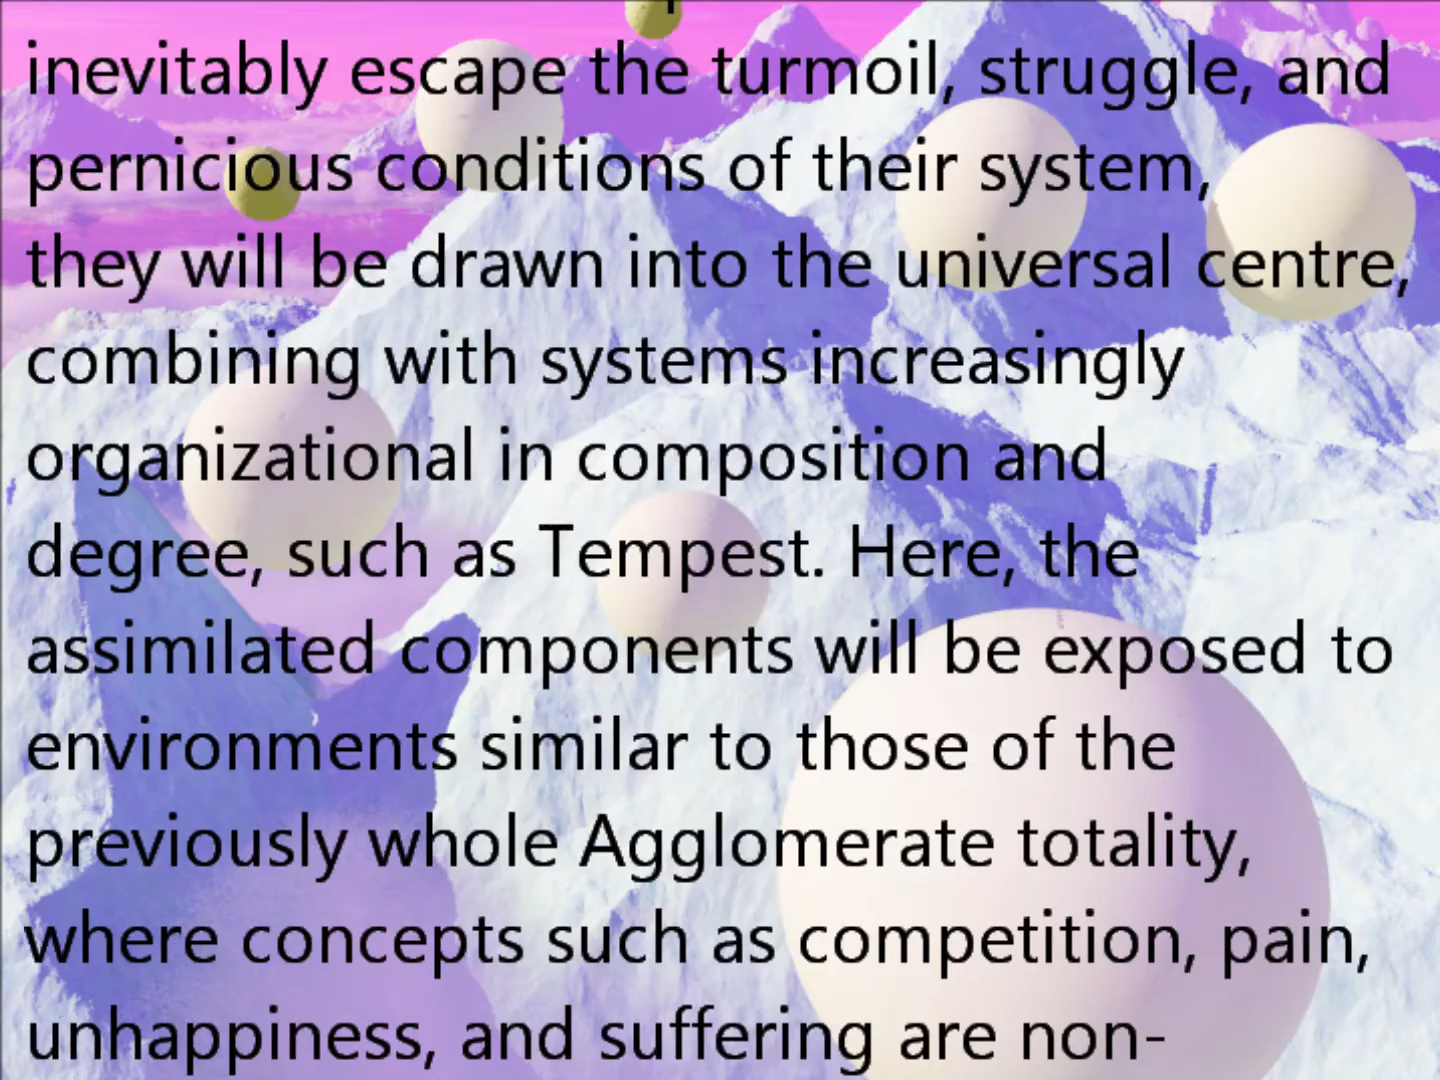 inevitably escape the turmoil, struggle, and
pernicious conditions of their system,
they will be drawn into the universal centre,
combining with systems increasingly
organizational in composition and
degree, such as Tempest. Here, the
assimilated components will be exposed to
environments similar to those of the
previously whole Agglomerate totality,
where concepts such as competition, pain,
unhappiness, and suffering are non-